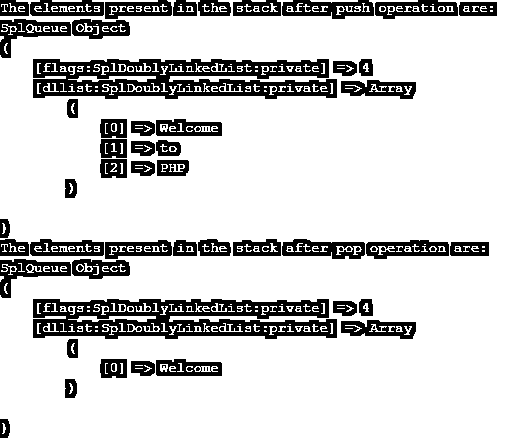 The elements present in the stack after push operation are:
SplQueue Object
(
[flags:SplDoublyLinkedList:private] => 4
[dllist:SplDoublyLinkedList:private] => Array
(
[0] => Welcome
[1] => to
[2] => PHP
)
)
The elements present in the stack after pop operation are:
SplQueue Object
(
[flags:SplDoublyLinkedList:private] => 4
[dllist:SplDoublyLinkedList:private] => Array
(
[0] => Welcome
)
)